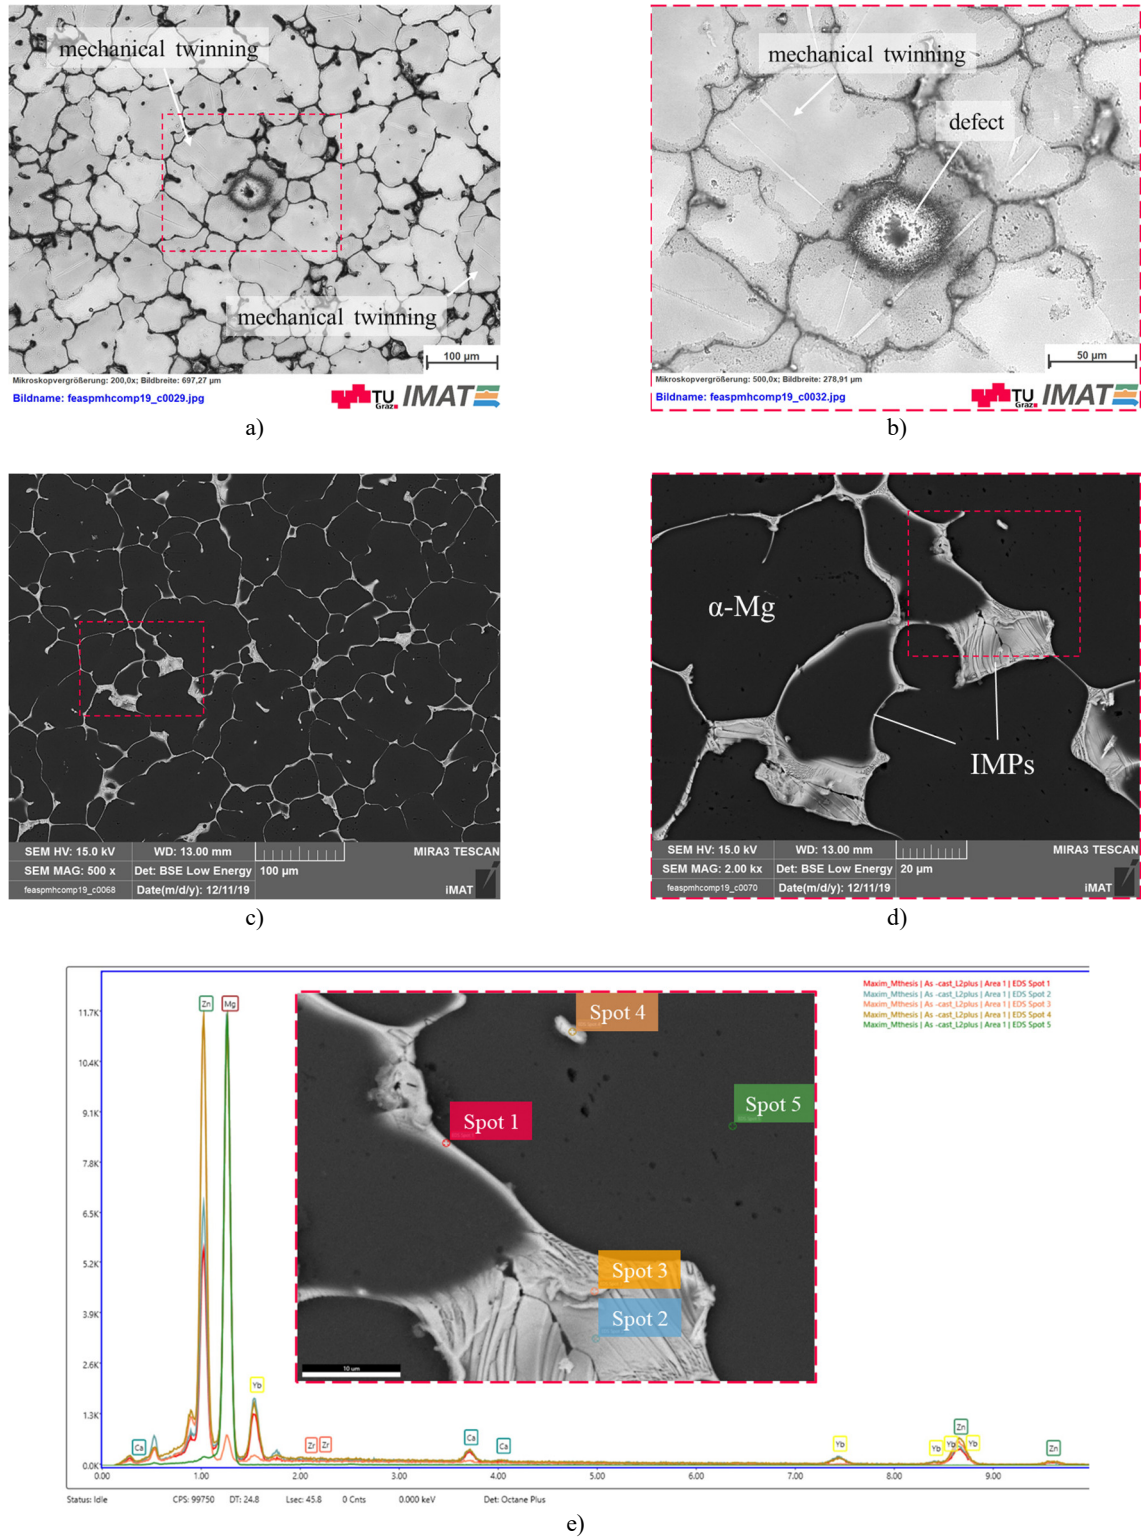 mechanical twinning
mechanical twinning
100 µm
Mikroskopvergrößerung: 200,0x; Bildbreite: 697,27 µm
Bildname: feaspmhcomp19_c0029.jpg
TU
Graz
IMAT
a)
mechanical twinning
defect
50 µm
Mikroskopvergrößerung: 500,0x; Bildbreite: 278,91 µm
Bildname: feaspmhcomp19_c0032.jpg
TU
Graz
IMAT
b)
SEM HV: 15.0 kV WD: 13.00 mm MIRA3 TESCAN
SEM MAG: 500 x Det: BSE Low Energy 100 µm
feaspmhcomp19_c0068 Date(m/d/y): 12/11/19 iMAT
c)
α-Mg
IMPs
SEM HV: 15.0 kV WD: 13.00 mm MIRA3 TESCAN
SEM MAG: 2.00 kx Det: BSE Low Energy 20 µm
feaspmhcomp19_c0070 Date(m/d/y): 12/11/19 iMAT
d)
Maxim_Mthesis | As -cast_L2plus | Area 1 | EDS Spot 1
Maxim_Mthesis | As -cast_L2plus | Area 1 | EDS Spot 2
Maxim_Mthesis | As -cast_L2plus | Area 1 | EDS Spot 3
Maxim_Mthesis | As -cast_L2plus | Area 1 | EDS Spot 4
Maxim_Mthesis | As -cast_L2plus | Area 1 | EDS Spot 5
Zn Mg
Spot 4
Spot 5
Spot 1
Spot 3
Spot 2
10 um
11.7K
10.4K
9.1K
7.8K
6.5K
5.2K
3.9K
2.6K
1.3K
0.0K
Yb
Ca Zr Zr Ca Ca Yb Yb Yb Zn Yb Zn
0.00 1.00 2.00 3.00 4.00 5.00 6.00 7.00 8.00 9.00
Status: Idle CPS: 99750 DT: 24.8 Lsec: 45.8 0 Cnts 0.000 keV Det: Octane Plus
e)